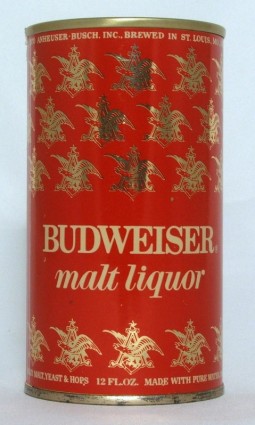 ANHEUSER-BUSCH, INC., BREWED IN ST. LOUIS, MO
BUDWEISER®
malt liquor
MALT, YEAST & HOPS 12 FL. OZ. MADE WITH PURE